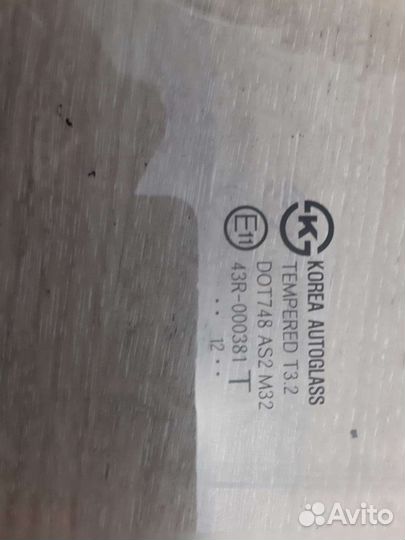 KOREA AUTOGLASS
TEMPERED T3.2
DOT748 AS2 M32
E11 43R-000381 T
.. 12 ..
Avito